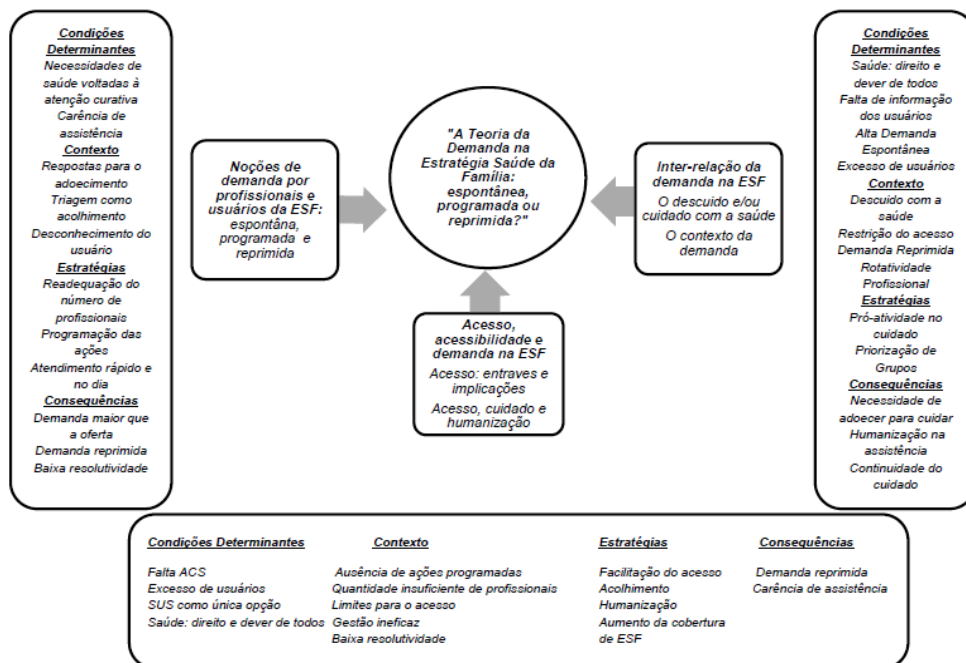 Condições
Determinantes
Necessidades de
saúde voltadas à
atenção curativa
Carência de
assistência
Contexto
Respostas para o
adoecimento
Triagem como
acolhimento
Desconhecimento do
usuário
Estratégias
Readequação do
número de
profissionais
Programação das
ações
Atendimento rápido e
no dia
Consequências
Demanda maior que
a oferta
Demanda reprimida
Baixa resolutividade
Noções de
demanda por
profissionais e
usuários da ESF:
espontâna,
programada e
reprimida
"A Teoria da
Demanda na
Estratégia Saúde da
Família:
espontânea,
programada ou
reprimida?"
Acesso,
acessibilidade e
demanda na ESF
Acesso: entraves e
implicações
Acesso, cuidado e
humanização
Inter-relação da
demanda na ESF
O descuido e/ou
cuidado com a saúde
O contexto da
demanda
Condições
Determinantes
Saúde: direito e
dever de todos
Falta de informação
dos usuários
Alta Demanda
Espontânea
Excesso de usuários
Contexto
Descuido com a
saúde
Restrição do acesso
Demanda Reprimida
Rotatividade
Profissional
Estratégias
Pró-atividade no
cuidado
Priorização de
Grupos
Consequências
Necessidade de
adoecer para cuidar
Humanização na
assistência
Continuidade do
cuidado
Condições Determinantes
Falta ACS
Excesso de usuários
SUS como única opção
Saúde: direito e dever de todos
Contexto
Ausência de ações programadas
Quantidade insuficiente de profissionais
Limites para o acesso
Gestão ineficaz
Baixa resolutividade
Estratégias
Facilitação do acesso
Acolhimento
Humanização
Aumento da cobertura
de ESF
Consequências
Demanda reprimida
Carência de assistência